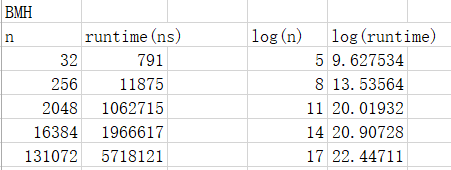 BMH
n runtime(ns) log(n) log(runtime)
32 791 5 9.627534
256 11875 8 13.53564
2048 1062715 11 20.01932
16384 1966617 14 20.90728
131072 5718121 17 22.44711